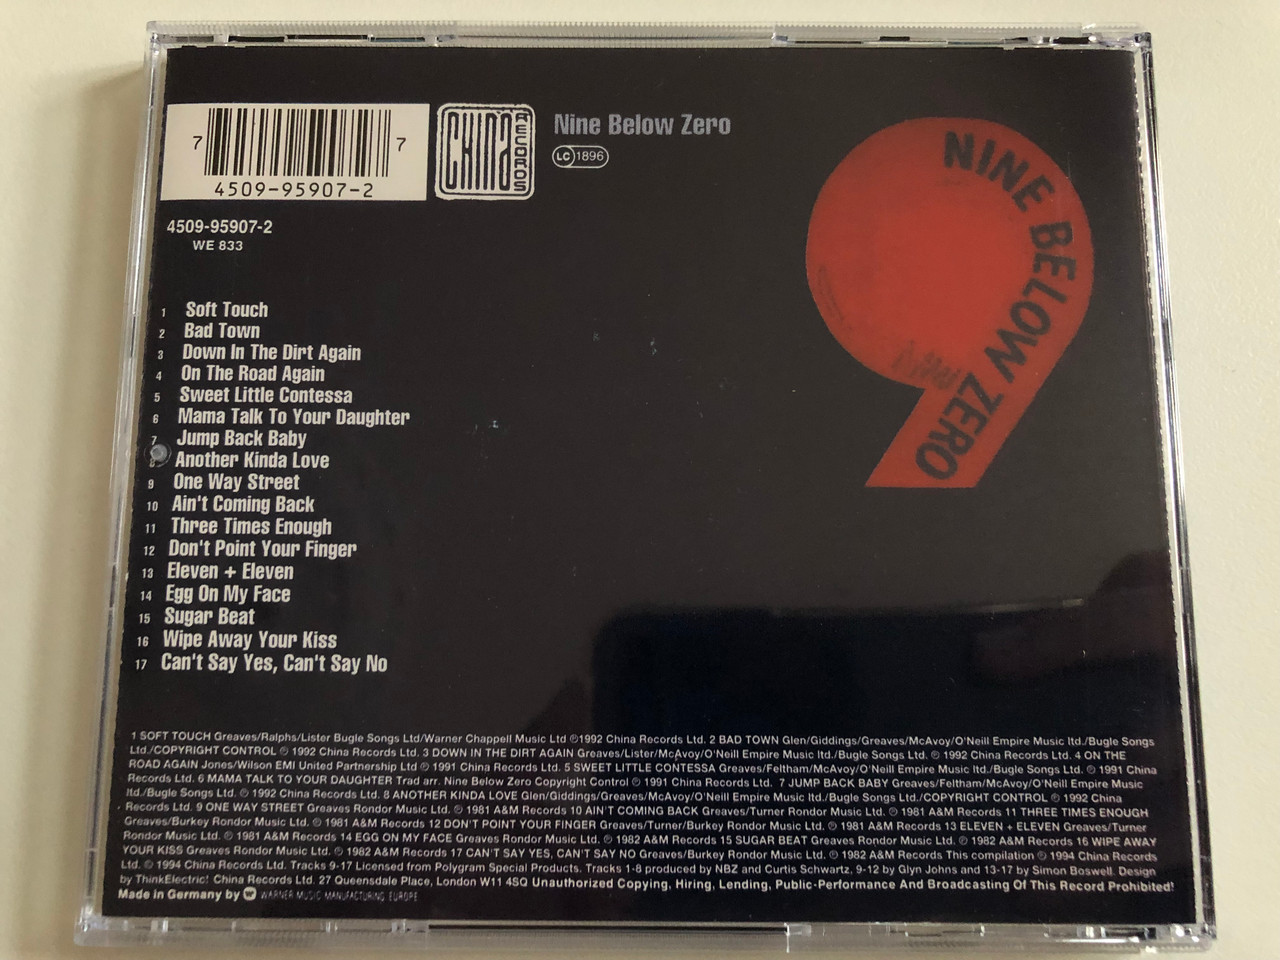 7 7
4509-95907-2
China RECORDS
Nine Below Zero
LC 1896
4509-95907-2
WE 833
NINE BELOW ZERO
1 Soft Touch
2 Bad Town
3 Down In The Dirt Again
4 On The Road Again
5 Sweet Little Contessa
6 Mama Talk To Your Daughter
7 Jump Back Baby
8 Another Kinda Love
9 One Way Street
10 Ain't Coming Back
11 Three Times Enough
12 Don't Point Your Finger
13 Eleven + Eleven
14 Egg On My Face
15 Sugar Beat
16 Wipe Away Your Kiss
17 Can't Say Yes, Can't Say No
1 SOFT TOUCH Greaves/Ralphs/Lister Bugle Songs Ltd/Warner Chappell Music Ltd ℗1992 China Records Ltd. 2 BAD TOWN Glen/Giddings/Greaves/McAvoy/O'Neill Empire Music ltd./Bugle Songs
Ltd./COPYRIGHT CONTROL ℗ 1992 China Records Ltd. 3 DOWN IN THE DIRT AGAIN Greaves/Lister/McAvoy/O'Neill Empire Music ltd./Bugle Songs Ltd. ℗ 1992 China Records Ltd. 4 ON THE
ROAD AGAIN Jones/Wilson EMI United Partnership Ltd ℗ 1991 China Records Ltd. 5 SWEET LITTLE CONTESSA Greaves/Feltham/McAvoy/O'Neill Empire Music ltd./Bugle Songs Ltd. ℗ 1991 China
Records Ltd. 6 MAMA TALK TO YOUR DAUGHTER Trad arr. Nine Below Zero Copyright Control ℗ 1991 China Records Ltd. 7 JUMP BACK BABY Greaves/Feltham/McAvoy/O'Neill Empire Music
ltd./Bugle Songs Ltd. ℗ 1992 China Records Ltd. 8 ANOTHER KINDA LOVE Glen/Giddings/Greaves/McAvoy/O'Neill Empire Music ltd./Bugle Songs Ltd./COPYRIGHT CONTROL ℗ 1992 China
Records Ltd. 9 ONE WAY STREET Greaves Rondor Music Ltd. ℗ 1981 A&M Records 10 AIN'T COMING BACK Greaves/Turner Rondor Music Ltd. ℗ 1981 A&M Records 11 THREE TIMES ENOUGH
Greaves/Burkey Rondor Music Ltd. ℗ 1981 A&M Records 12 DON'T POINT YOUR FINGER Greaves/Turner/Burkey Rondor Music Ltd. ℗ 1981 A&M Records 13 ELEVEN + ELEVEN Greaves/Turner
Rondor Music Ltd. ℗ 1981 A&M Records 14 EGG ON MY FACE Greaves Rondor Music Ltd. ℗ 1982 A&M Records 15 SUGAR BEAT Greaves Rondor Music Ltd. ℗ 1982 A&M Records 16 WIPE AWAY
YOUR KISS Greaves Rondor Music Ltd. ℗ 1982 A&M Records 17 CAN'T SAY YES, CAN'T SAY NO Greaves/Burkey Rondor Music Ltd. ℗ 1982 A&M Records This compilation ℗ 1994 China Records
Ltd. © 1994 China Records Ltd. Tracks 9-17 Licensed from Polygram Special Products. Tracks 1-8 produced by NBZ and Curtis Schwartz, 9-12 by Glyn Johns and 13-17 by Simon Boswell. Design
by ThinkElectric! China Records Ltd. 27 Queensdale Place, London W11 4SQ Unauthorized Copying, Hiring, Lending, Public-Performance And Broadcasting Of This Record Prohibited!
Made in Germany by WARNER MUSIC MANUFACTURING EUROPE